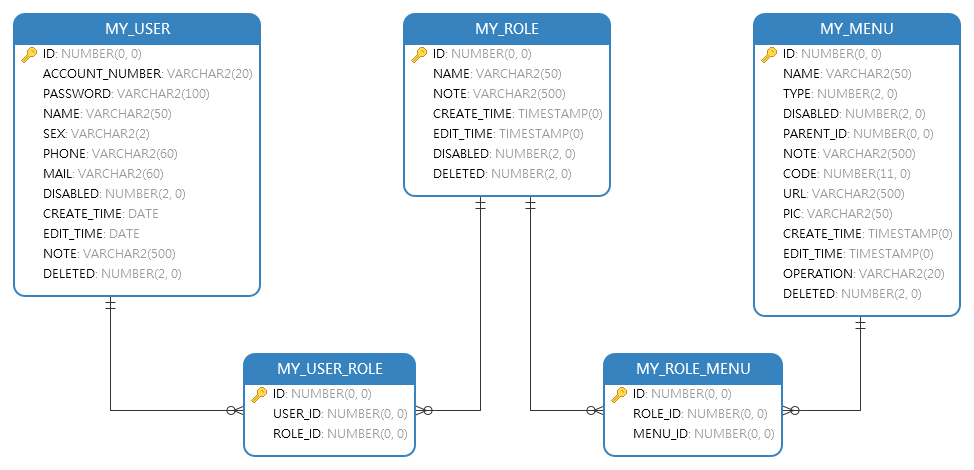 MY_USER
ID: NUMBER(0, 0)
ACCOUNT_NUMBER: VARCHAR2(20)
PASSWORD: VARCHAR2(100)
NAME: VARCHAR2(50)
SEX: VARCHAR2(2)
PHONE: VARCHAR2(60)
MAIL: VARCHAR2(60)
DISABLED: NUMBER(2, 0)
CREATE_TIME: DATE
EDIT_TIME: DATE
NOTE: VARCHAR2(500)
DELETED: NUMBER(2, 0)
MY_ROLE
ID: NUMBER(0, 0)
NAME: VARCHAR2(50)
NOTE: VARCHAR2(500)
CREATE_TIME: TIMESTAMP(0)
EDIT_TIME: TIMESTAMP(0)
DISABLED: NUMBER(2, 0)
DELETED: NUMBER(2, 0)
MY_MENU
ID: NUMBER(0, 0)
NAME: VARCHAR2(50)
TYPE: NUMBER(2, 0)
DISABLED: NUMBER(2, 0)
PARENT_ID: NUMBER(0, 0)
NOTE: VARCHAR2(500)
CODE: NUMBER(11, 0)
URL: VARCHAR2(500)
PIC: VARCHAR2(50)
CREATE_TIME: TIMESTAMP(0)
EDIT_TIME: TIMESTAMP(0)
OPERATION: VARCHAR2(20)
DELETED: NUMBER(2, 0)
MY_USER_ROLE
ID: NUMBER(0, 0)
USER_ID: NUMBER(0, 0)
ROLE_ID: NUMBER(0, 0)
MY_ROLE_MENU
ID: NUMBER(0, 0)
ROLE_ID: NUMBER(0, 0)
MENU_ID: NUMBER(0, 0)